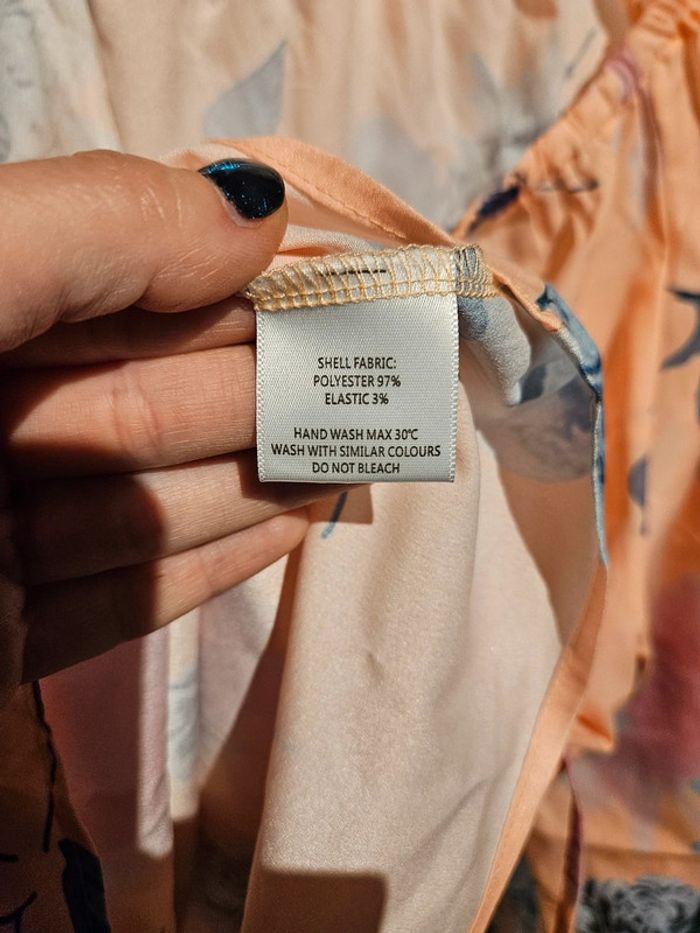 SHELL FABRIC:
POLYESTER 97%
ELASTIC 3%
HAND WASH MAX 30℃
WASH WITH SIMILAR COLOURS
DO NOT BLEACH